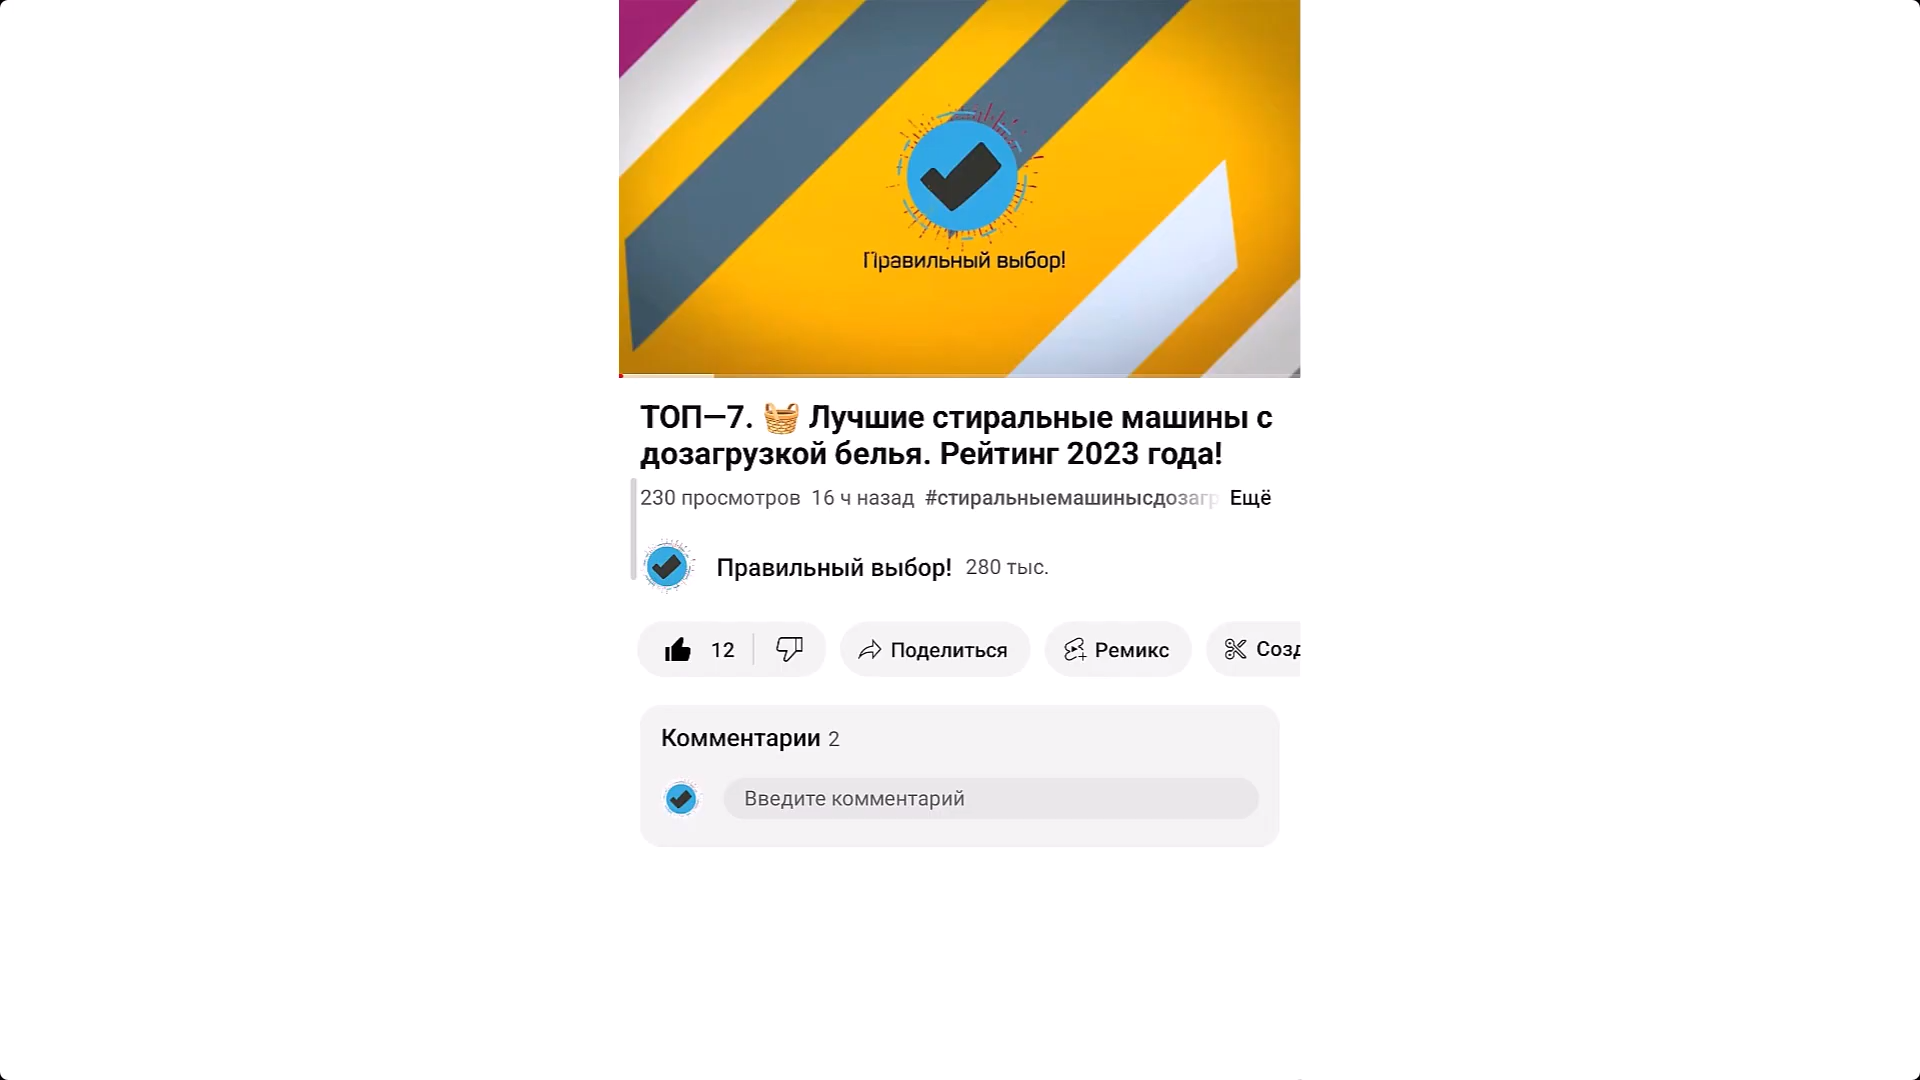 Правильный выбор!
ТОП—7. 🧺 Лучшие стиральные машины с
дозагрузкой белья. Рейтинг 2023 года!
230 просмотров 16 ч назад #стиральныемашинысдозагр Ещё
Правильный выбор! 280 тыс.
12 Поделиться Ремикс Созд
Комментарии 2
Введите комментарий